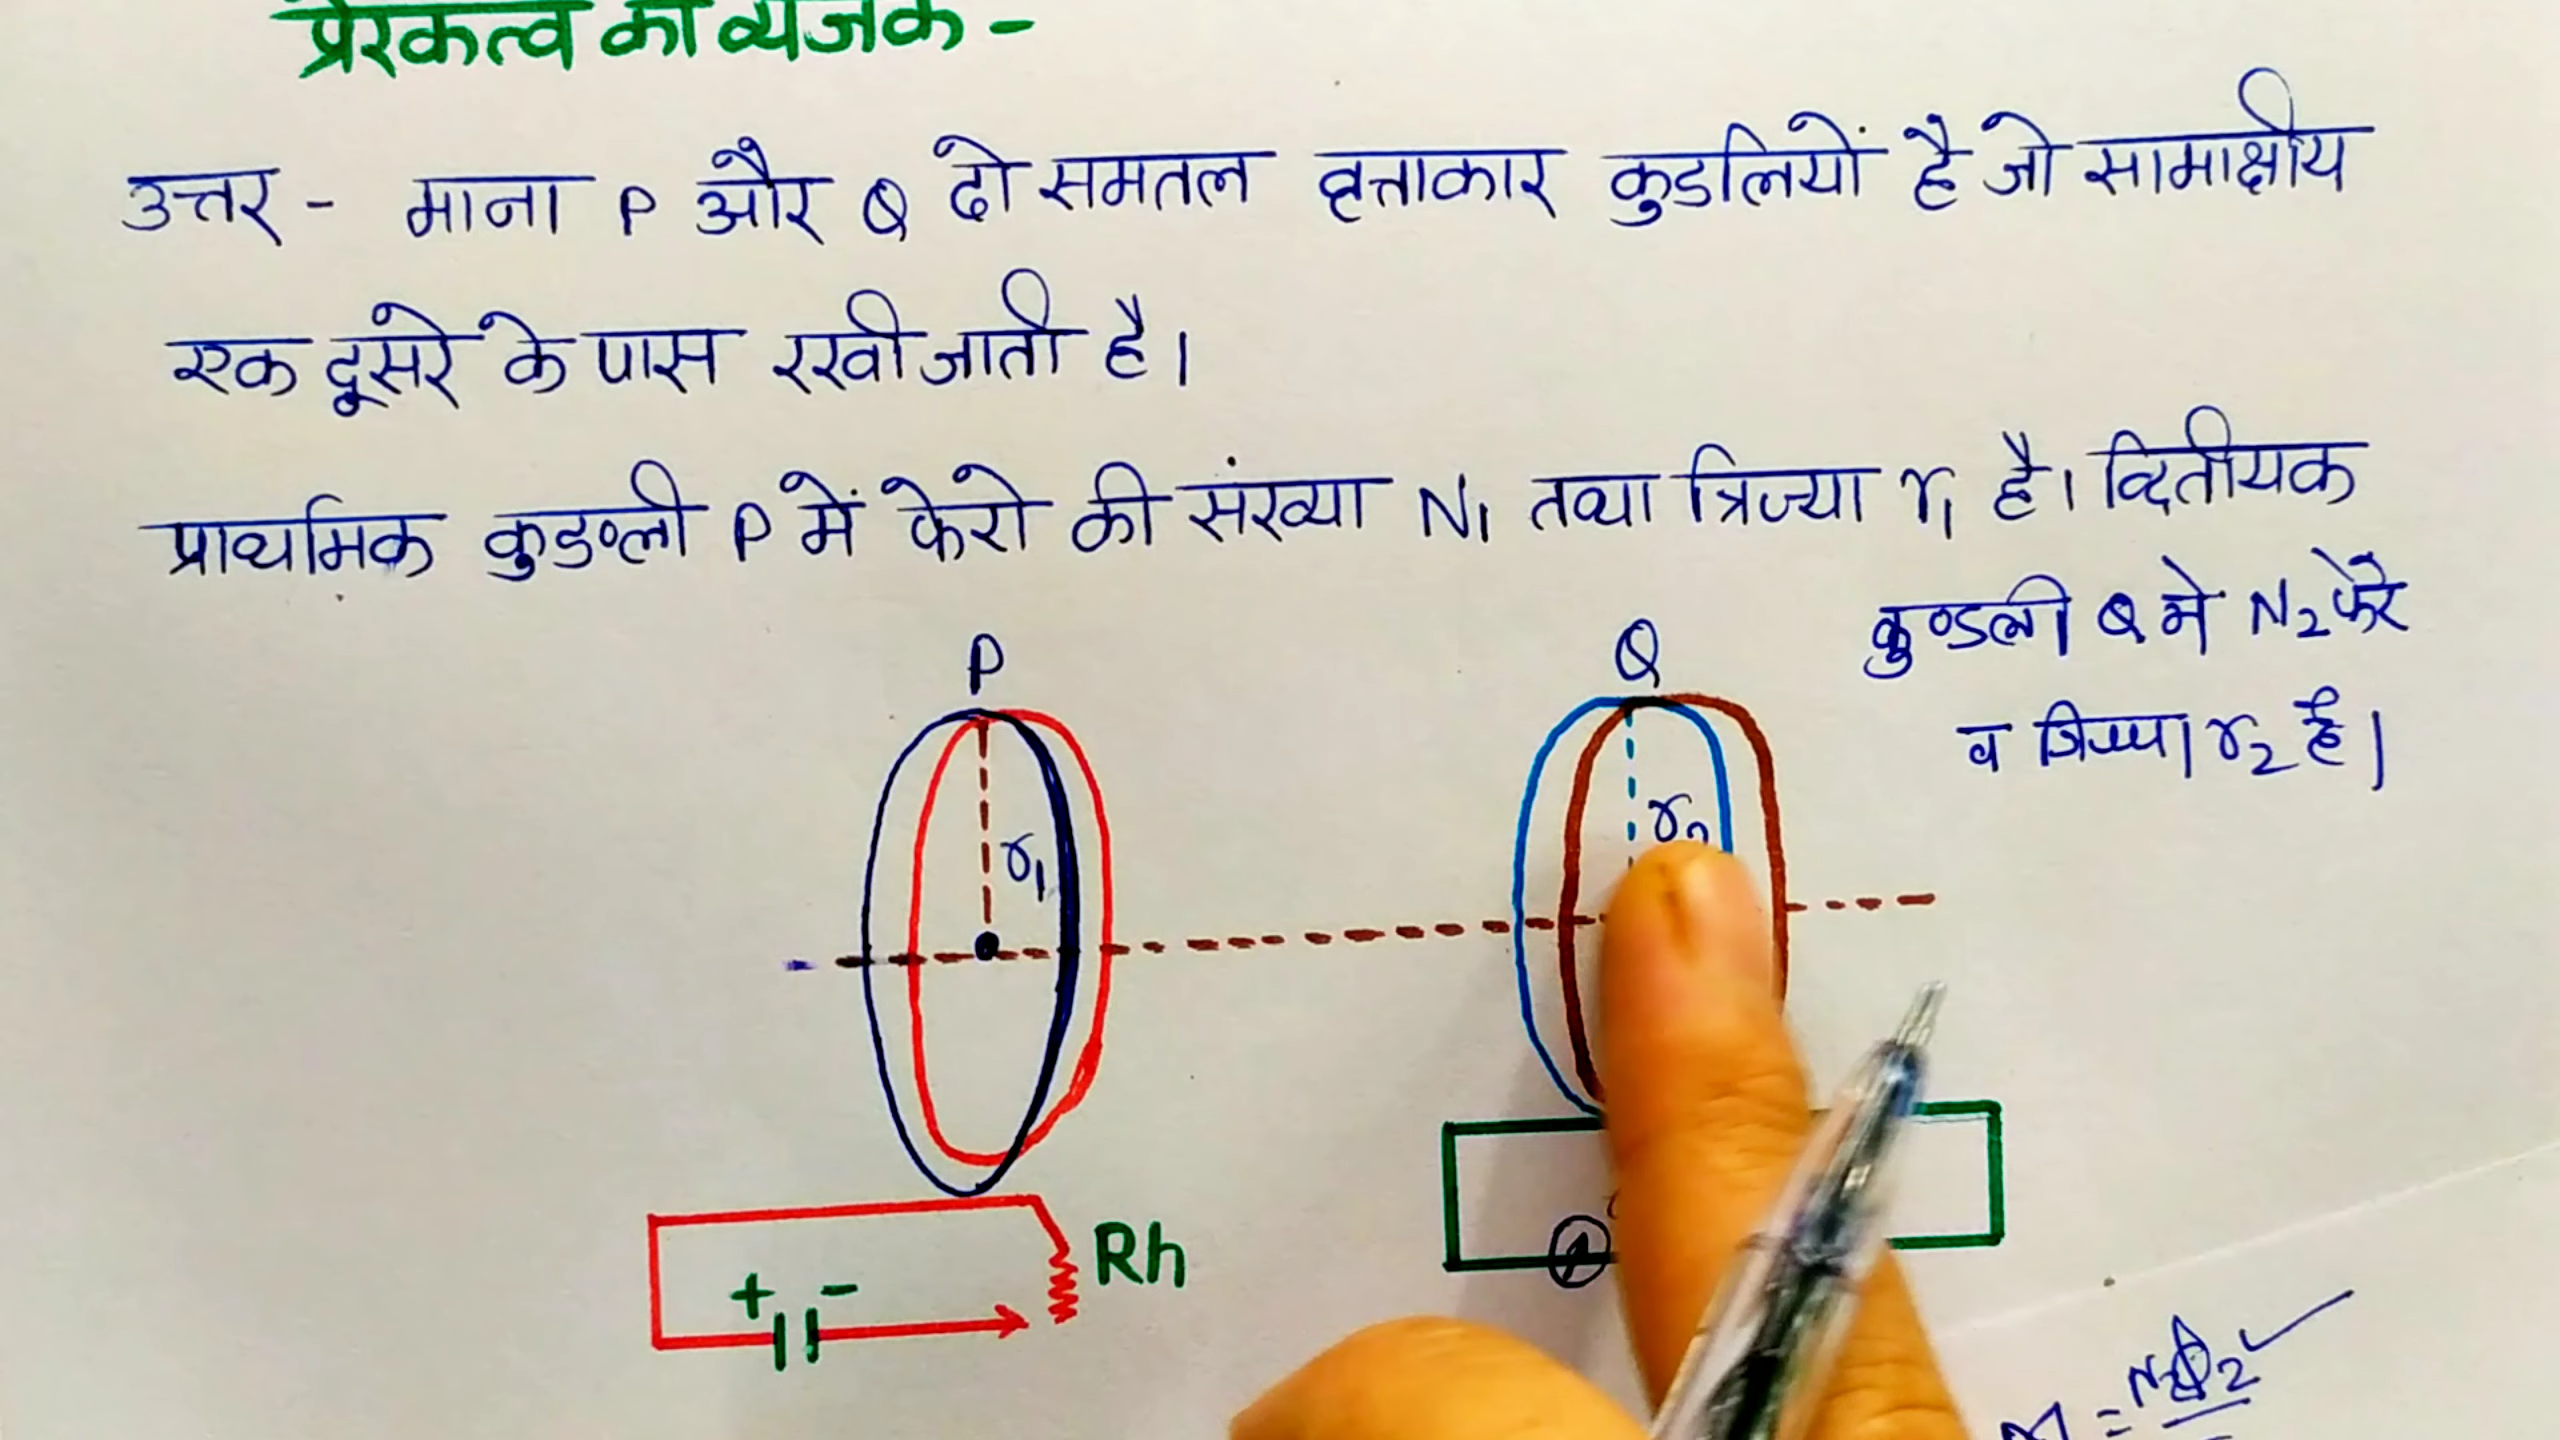 प्रेरकत्व का व्यंजक -
उत्तर - माना P और Q दो समतल वृत्ताकार कुडलियों है जो सामाक्षीय
एक दूसरे के पास रखी जाती है।
प्राथमिक कुडण्ली P में फेरो की संख्या N1 तथा त्रिज्या r1 है। द्वितीयक
कुण्डली Q मे N2 फेरे
व त्रिज्या r2 है।
P
Q
r1
Rh
+ -
M =